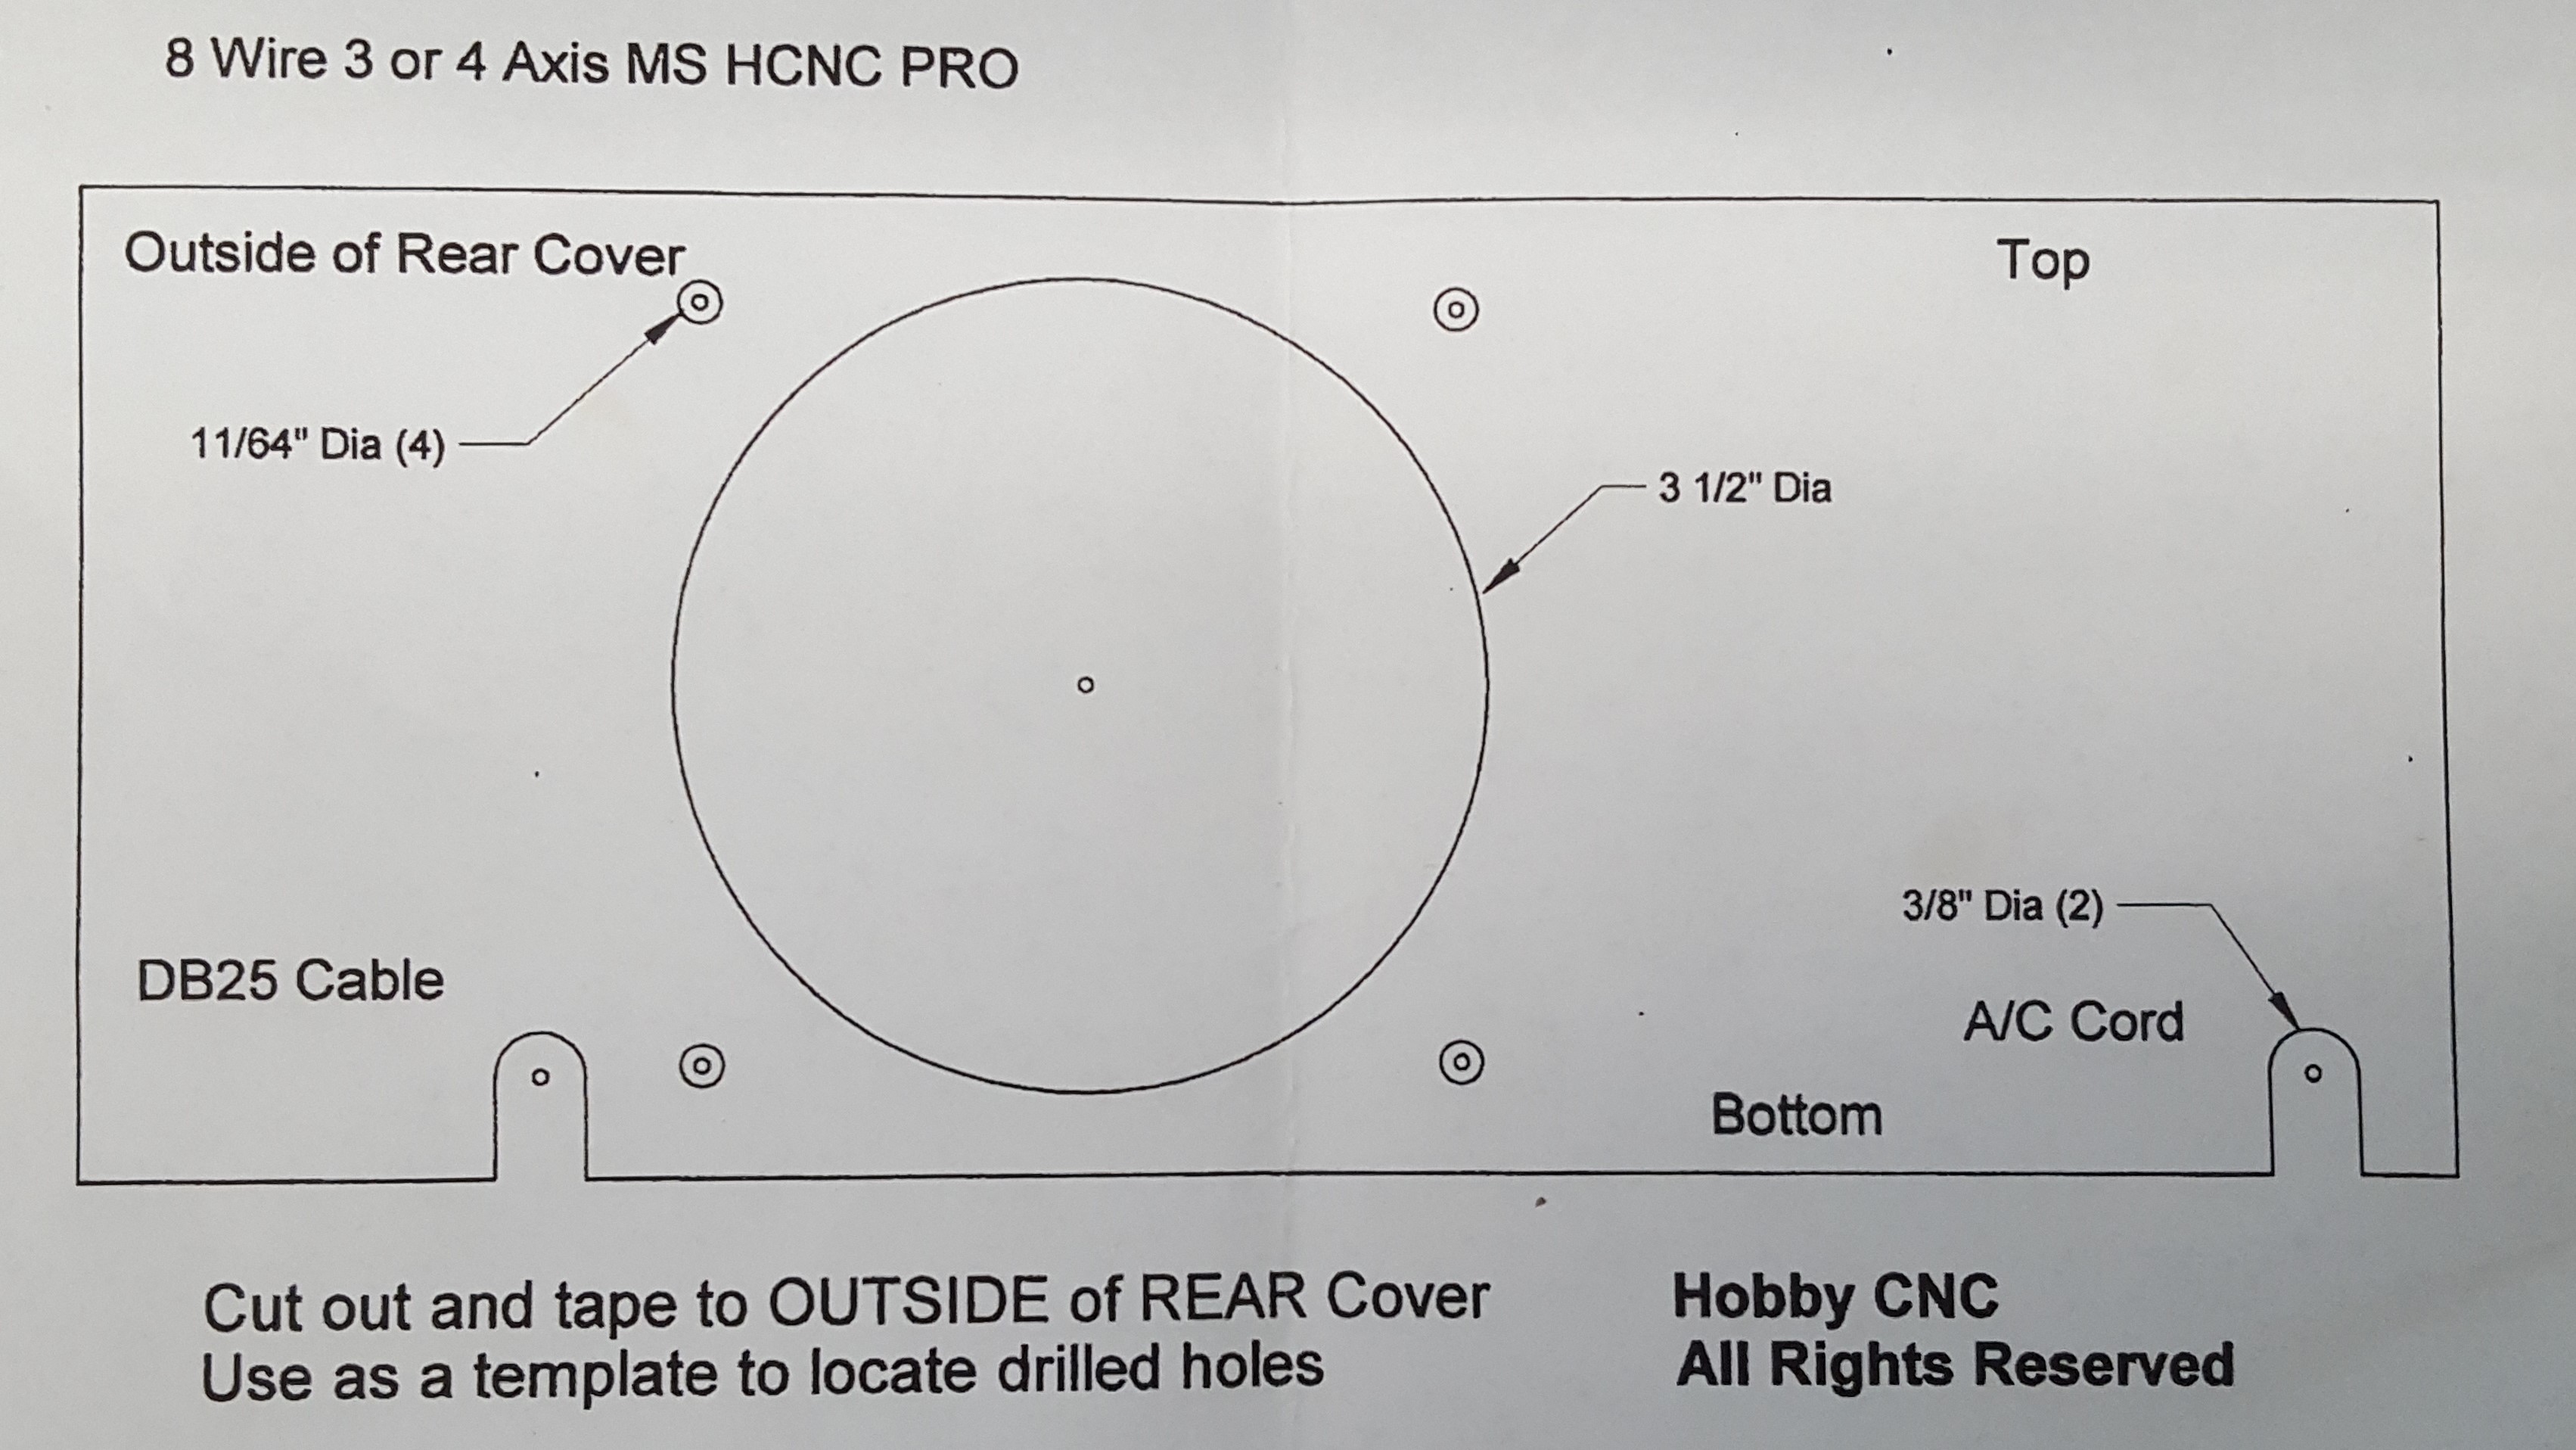 8 Wire 3 or 4 Axis MS HCNC PRO
Outside of Rear Cover
Top
11/64" Dia (4)
3 1/2" Dia
3/8" Dia (2)
DB25 Cable
A/C Cord
Bottom
Cut out and tape to OUTSIDE of REAR Cover
Use as a template to locate drilled holes
Hobby CNC
All Rights Reserved